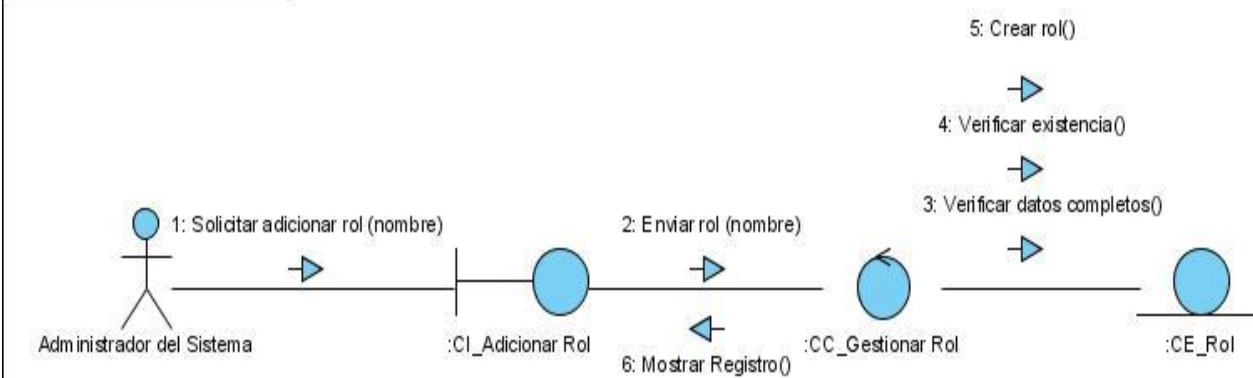 5: Crear rol()
4: Verificar existencia()
3: Verificar datos completos()
1: Solicitar adicionar rol (nombre)
2: Enviar rol (nombre)
Administrador del Sistema
:CI_Adicionar Rol
:CC_Gestionar Rol
:CE_Rol
6: Mostrar Registro()